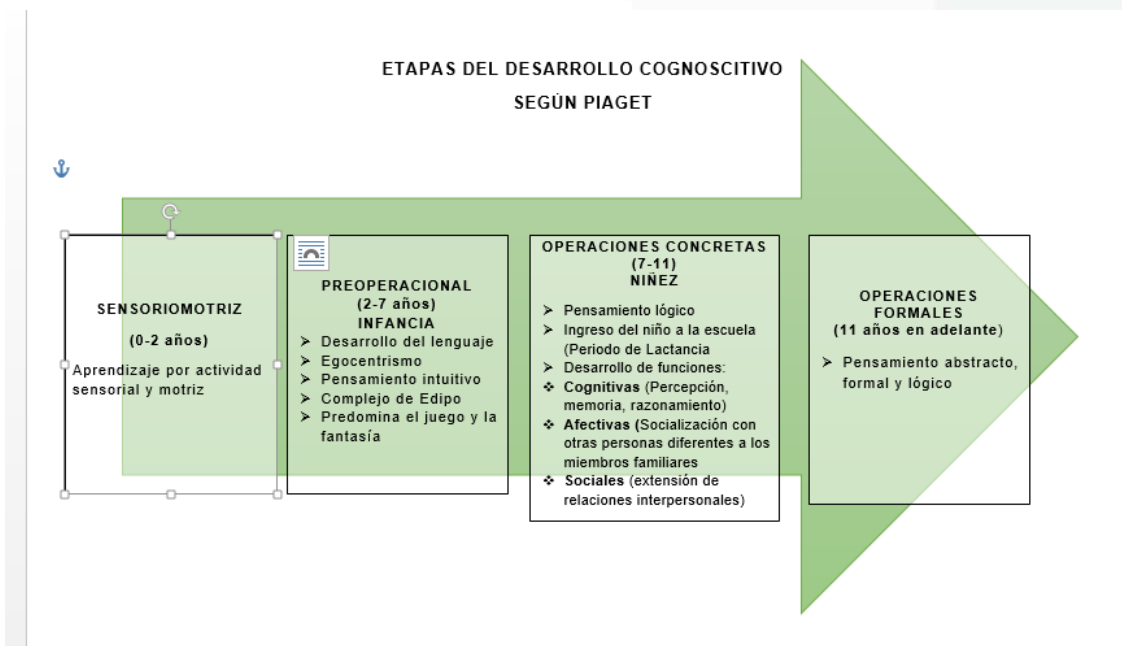 ETAPAS DEL DESARROLLO COGNOSCITIVO
SEGÚN PIAGET
SENSORIOMOTRIZ
(0-2 años)
Aprendizaje por actividad
sensorial y motriz
PREOPERACIONAL
(2-7 años)
INFANCIA
➤ Desarrollo del lenguaje
➤ Egocentrismo
➤ Pensamiento intuitivo
➤ Complejo de Edipo
➤ Predomina el juego y la
fantasía
OPERACIONES CONCRETAS
(7-11)
NIÑEZ
➤ Pensamiento lógico
➤ Ingreso del niño a la escuela
(Periodo de Lactancia
➤ Desarrollo de funciones:
❖ Cognitivas (Percepción,
memoria, razonamiento)
❖ Afectivas (Socialización con
otras personas diferentes a los
miembros familiares
❖ Sociales (extensión de
relaciones interpersonales)
OPERACIONES
FORMALES
(11 años en adelante)
➤ Pensamiento abstracto,
formal y lógico